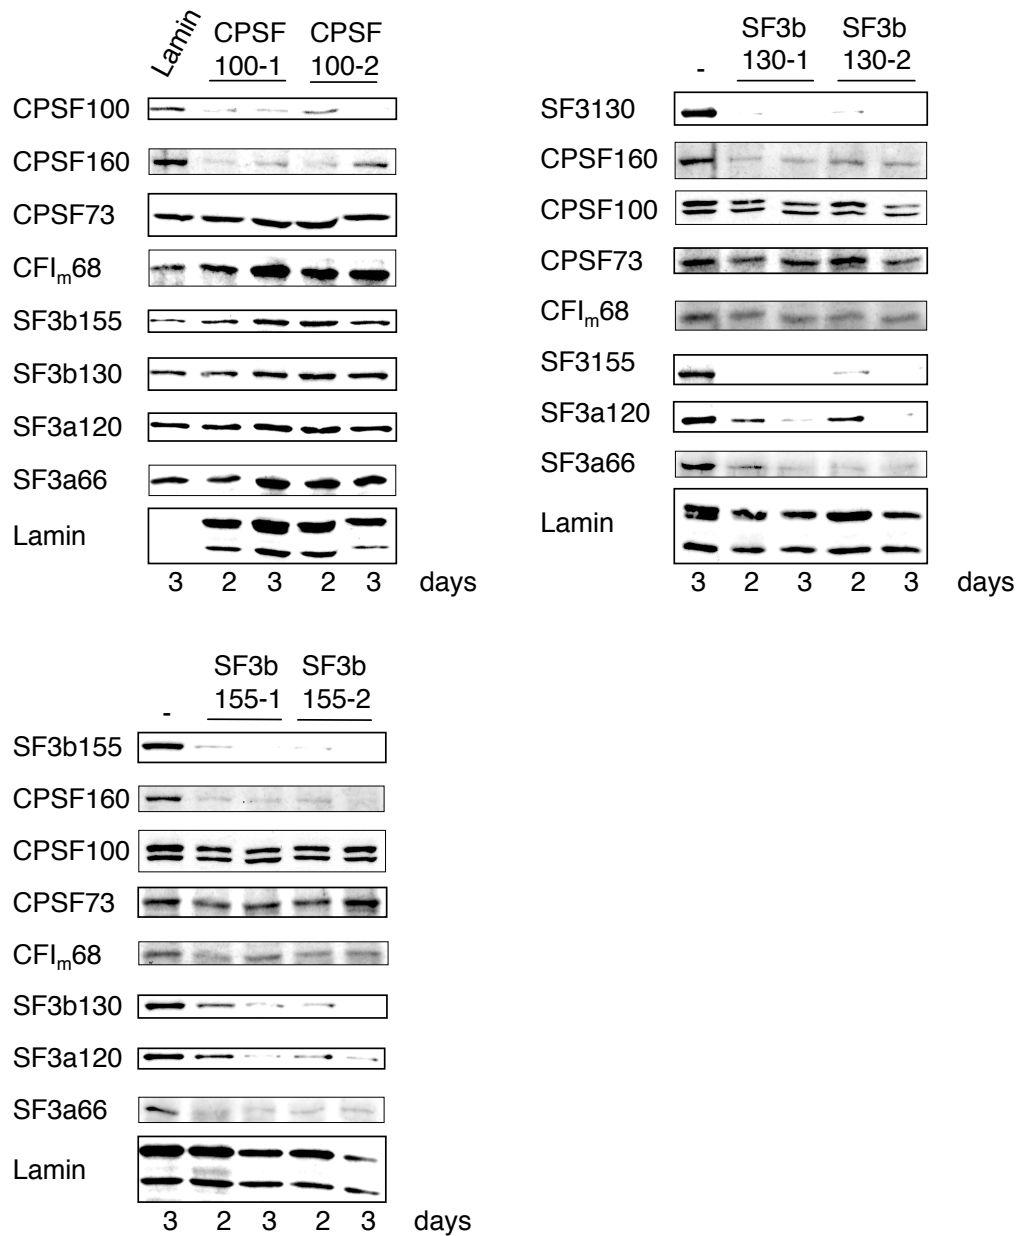 Lamin
CPSF CPSF
100-1 100-2
CPSF100
CPSF160
CPSF73
CFIm68
SF3b155
SF3b130
SF3a120
SF3a66
Lamin
3 2 3 2 3 days
SF3b SF3b
- 130-1 130-2
SF3130
CPSF160
CPSF100
CPSF73
CFIm68
SF3155
SF3a120
SF3a66
Lamin
3 2 3 2 3 days
SF3b SF3b
- 155-1 155-2
SF3b155
CPSF160
CPSF100
CPSF73
CFIm68
SF3b130
SF3a120
SF3a66
Lamin
3 2 3 2 3 days